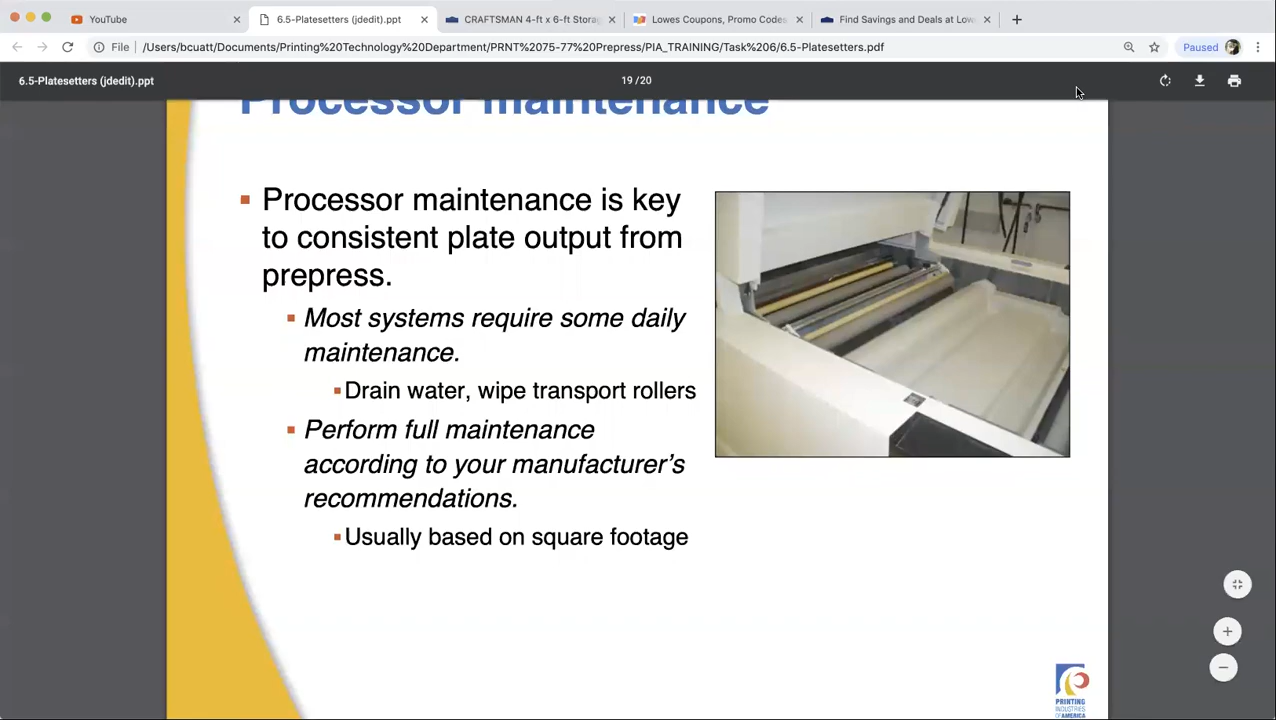 YouTube
6.5-Platesetters (jdedit).ppt
CRAFTSMAN 4-ft x 6-ft Storag
Lowes Coupons, Promo Codes
Find Savings and Deals at Low
File
/Users/bcuatt/Documents/Printing%20Technology%20Department/PRNT%2075-77%20Prepress/PIA_TRAINING/Task%206/6.5-Platesetters.pdf
Paused
6.5-Platesetters (jdedit).ppt
19 / 20
Processor maintenance
Processor maintenance is key
to consistent plate output from
prepress.
Most systems require some daily
maintenance.
Drain water, wipe transport rollers
Perform full maintenance
according to your manufacturer's
recommendations.
Usually based on square footage
PRINTING
INDUSTRIES
OF AMERICA